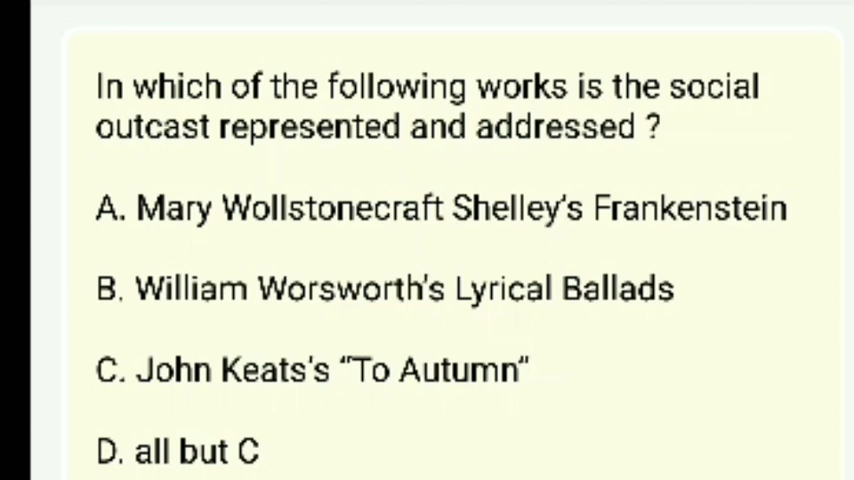 In which of the following works is the social
outcast represented and addressed ?
A. Mary Wollstonecraft Shelley's Frankenstein
B. William Worsworth's Lyrical Ballads
C. John Keats's “To Autumn”
D. all but C